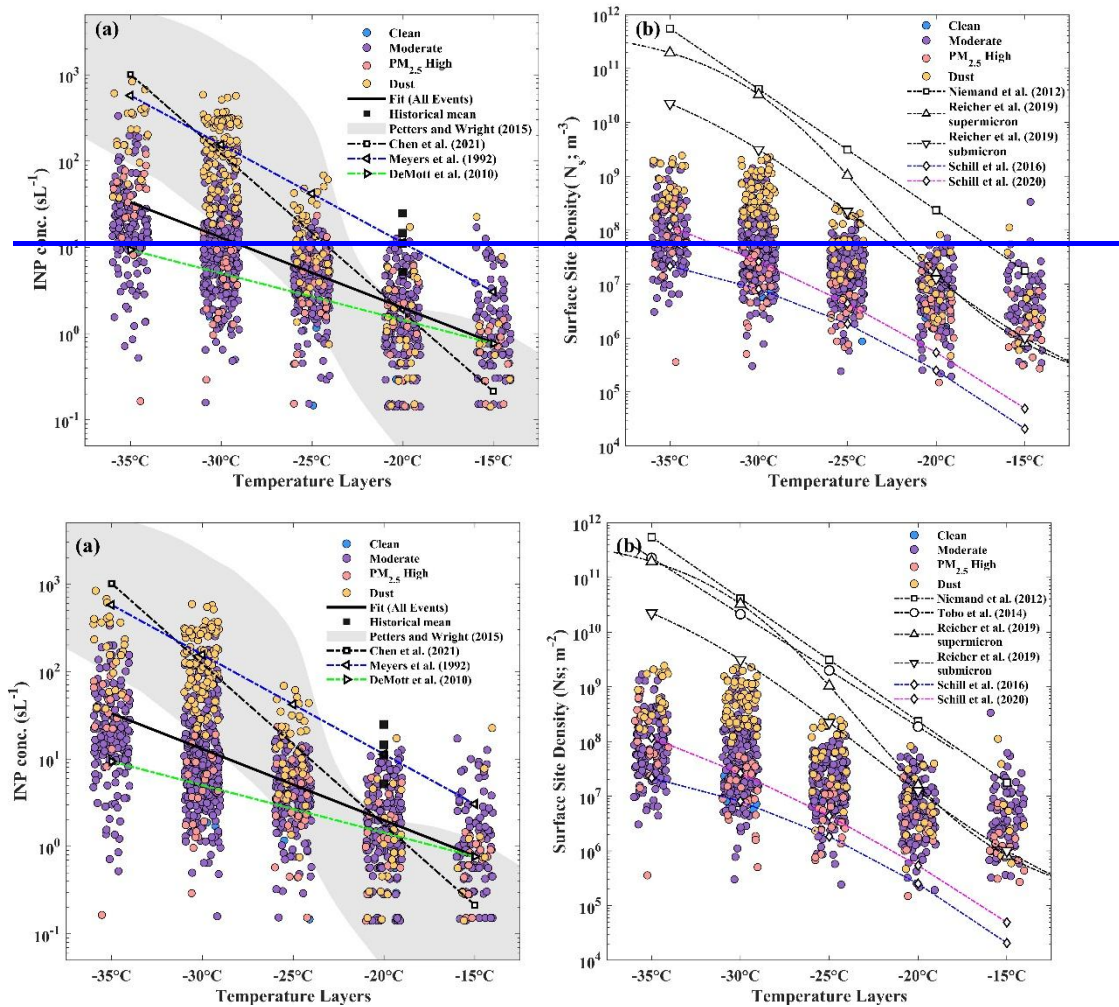 (a)
Clean
Moderate
PM2.5 High
Dust
Fit (All Events)
Historical mean
Petters and Wright (2015)
Chen et al. (2021)
Meyers et al. (1992)
DeMott et al. (2010)
INP conc. (sL-1)
10^3
10^2
10^1
10^0
10^-1
-35°C -30°C -25°C -20°C -15°C
Temperature Layers
(b)
Clean
Moderate
PM2.5 High
Dust
Niemand et al. (2012)
Reicher et al. (2019)
supermicron
Reicher et al. (2019)
submicron
Schill et al. (2016)
Schill et al. (2020)
Surface Site Density( Ns; m-3)
10^12
10^11
10^10
10^9
10^8
10^7
10^6
10^5
10^4
-35°C -30°C -25°C -20°C -15°C
Temperature Layers
(a)
Clean
Moderate
PM2.5 High
Dust
Fit (All Events)
Historical mean
Petters and Wright (2015)
Chen et al. (2021)
Meyers et al. (1992)
DeMott et al. (2010)
INP conc. (sL-1)
10^3
10^2
10^1
10^0
10^-1
-35°C -30°C -25°C -20°C -15°C
Temperature Layers
(b)
Clean
Moderate
PM2.5 High
Dust
Niemand et al. (2012)
Tobo et al. (2014)
Reicher et al. (2019)
supermicron
Reicher et al. (2019)
submicron
Schill et al. (2016)
Schill et al. (2020)
Surface Site Density (Ns; m-2)
10^12
10^11
10^10
10^9
10^8
10^7
10^6
10^5
10^4
-35°C -30°C -25°C -20°C -15°C
Temperature Layers